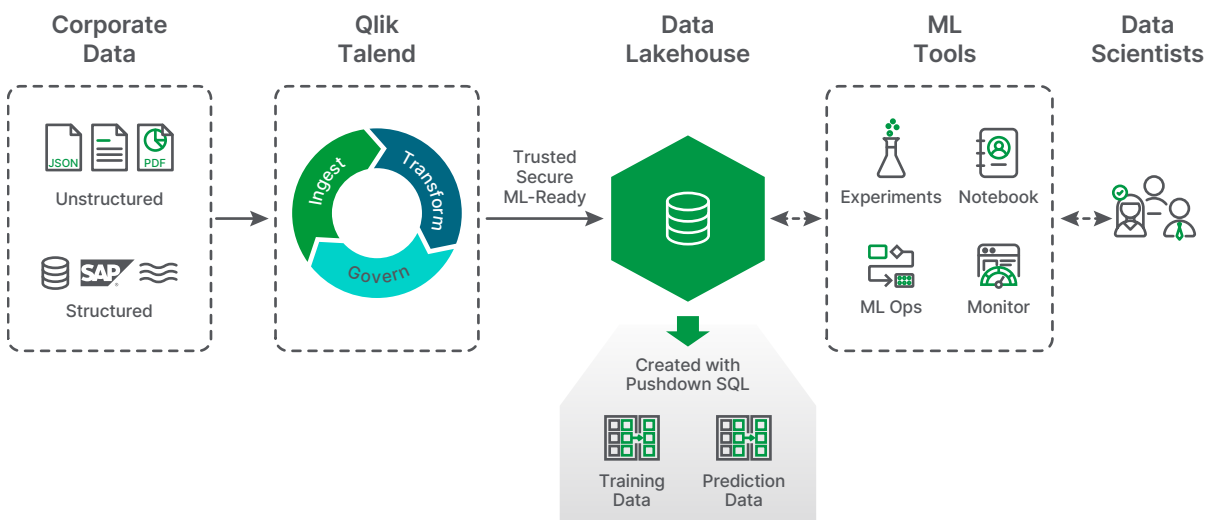 Corporate
Data
Qlik
Talend
Data
Lakehouse
ML
Tools
Data
Scientists
JSON
PDF
Unstructured
SAP
®
Structured
Ingest
Transform
Govern
Trusted
Secure
ML-Ready
Experiments
Notebook
ML Ops
Monitor
Created with
Pushdown SQL
Training
Data
Prediction
Data